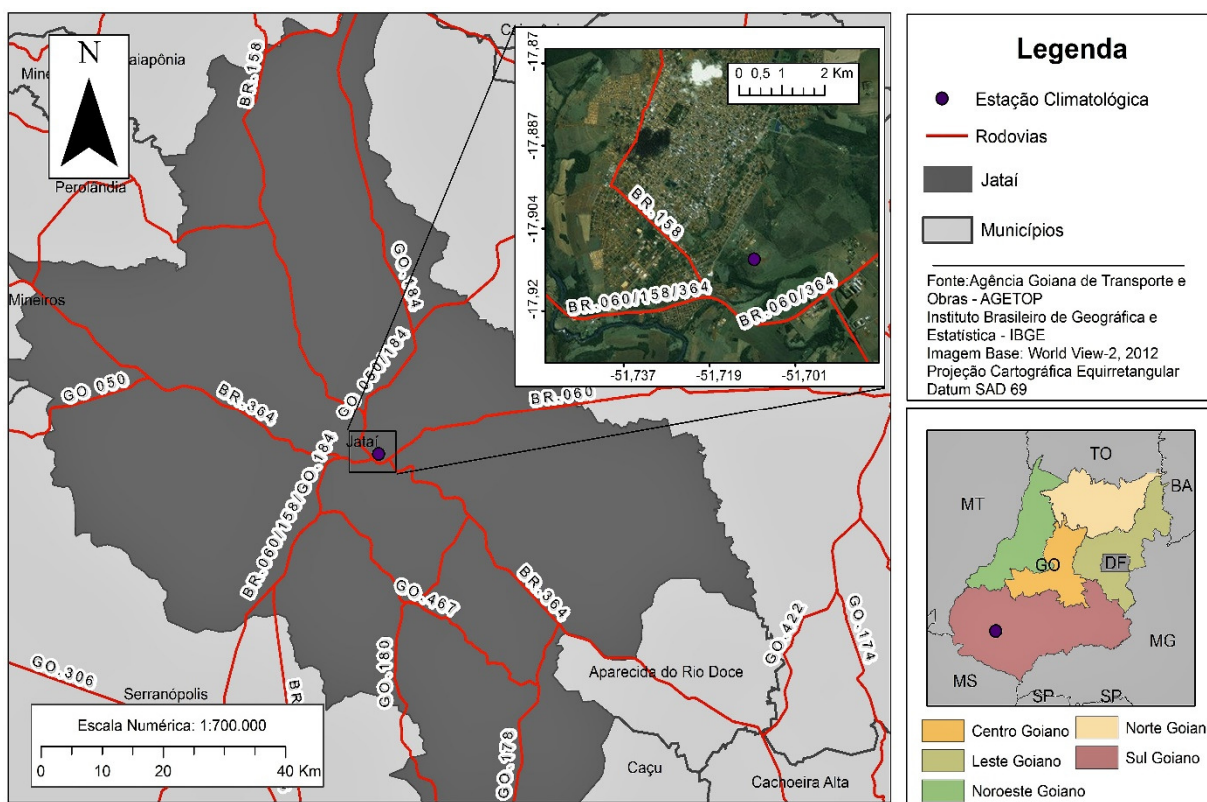 N
Mine
aiapônia
Perolândia
Mineiros
BR.158
GO.184
GO 050
BR.364
GO.050/184
BR.060
Jataí
BR.060/158/GO.184
GO.467
BR.364
GO.180
GO.178
GO.306
Serranópolis
BR
Aparecida do Rio Doce
GO.422
GO.174
Caçu
Cachoeira Alta
Escala Numérica: 1:700.000
0 10 20 40 Km
0 0,5 1 2 Km
-17,87
-17,887
-17,904
-17,92
BR.158
BR.060/158/364
BR.060/364
-51,737 -51,719 -51,701
Legenda
Estação Climatológica
Rodovias
Jataí
Municípios
Fonte:Agência Goiana de Transporte e
Obras - AGETOP
Instituto Brasileiro de Geográfica e
Estatística - IBGE
Imagem Base: World View-2, 2012
Projeção Cartográfica Equirretangular
Datum SAD 69
TO
BA
MT
GO
DF
MG
MS
SP SP
Centro Goiano
Norte Goian
Leste Goiano
Sul Goiano
Noroeste Goiano